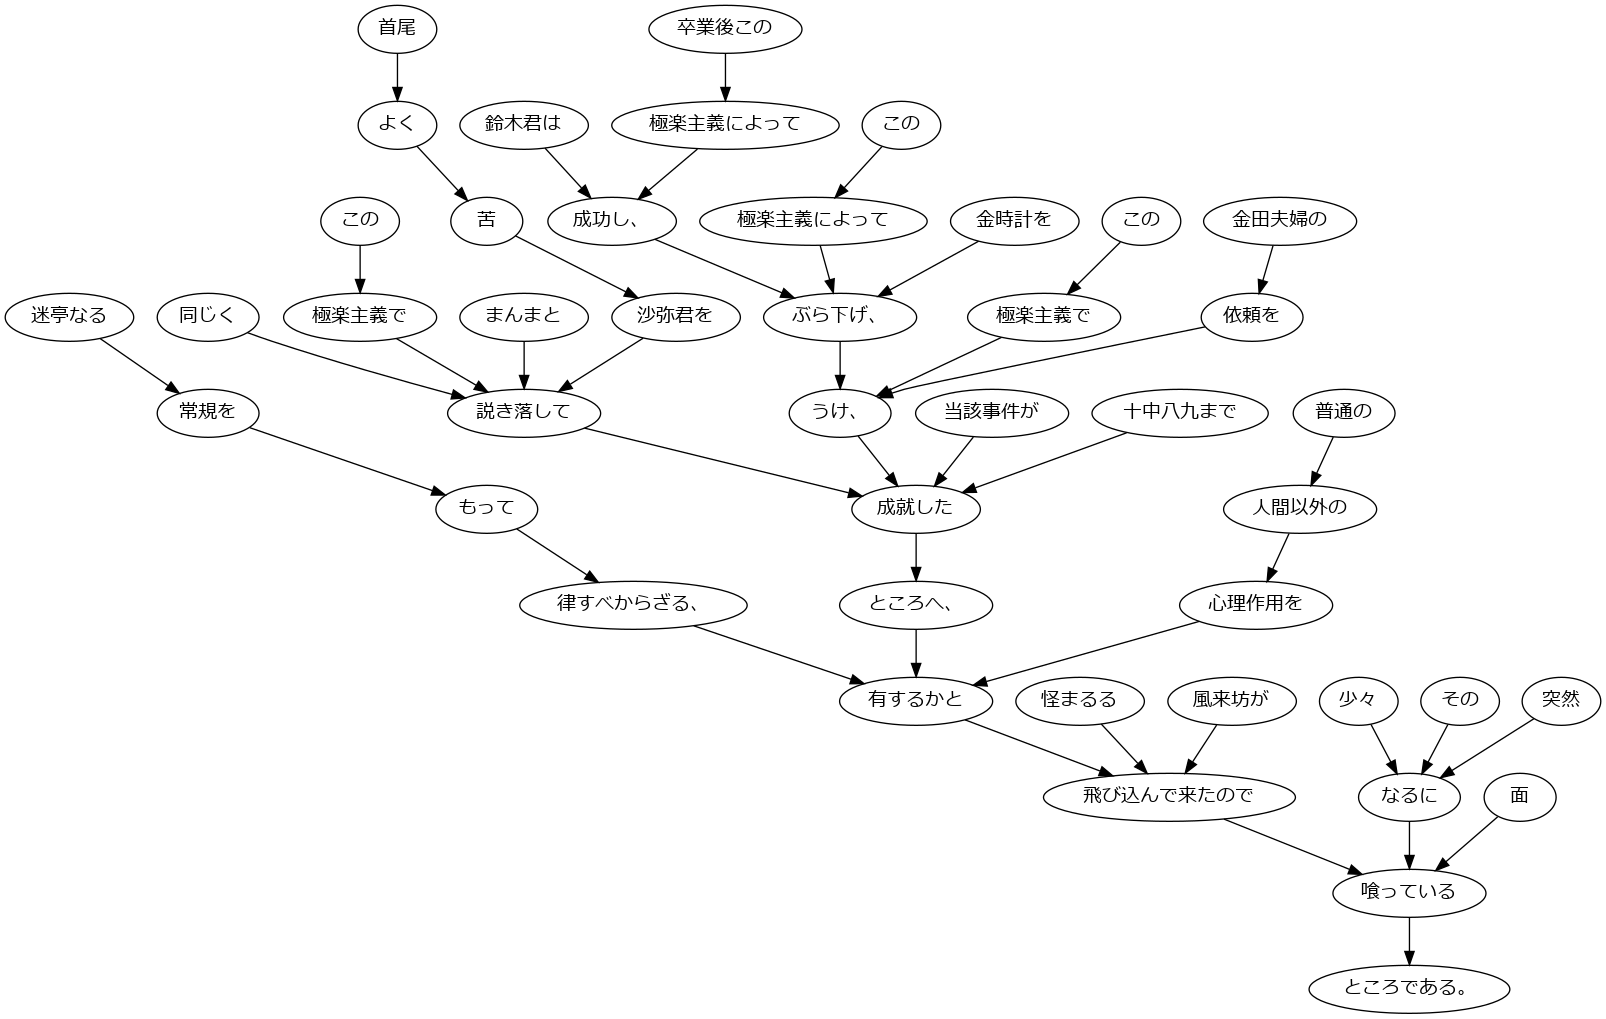 首尾
卒業後この
よく
鈴木君は
極楽主義によって
この
この
苦
成功し、
極楽主義によって
金時計を
この
金田夫婦の
迷亭なる
同じく
極楽主義で
まんまと
沙弥君を
ぶら下げ、
極楽主義で
依頼を
常規を
説き落して
うけ、
当該事件が
十中八九まで
普通の
もって
成就した
人間以外の
律すべからざる、
ところへ、
心理作用を
有するかと
怪まるる
風来坊が
少々
その
突然
飛び込んで来たので
なるに
面
喰っている
ところである。